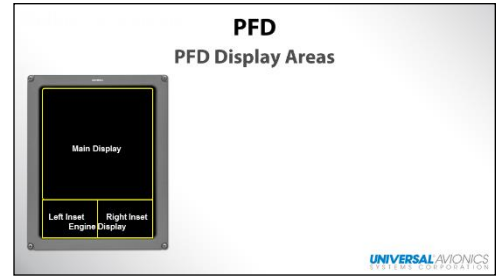 PFD
PFD Display Areas
Main Display
Left Inset Right Inset
Engine Display
UNIVERSAL AVIONICS
SYSTEMS CORPORATION